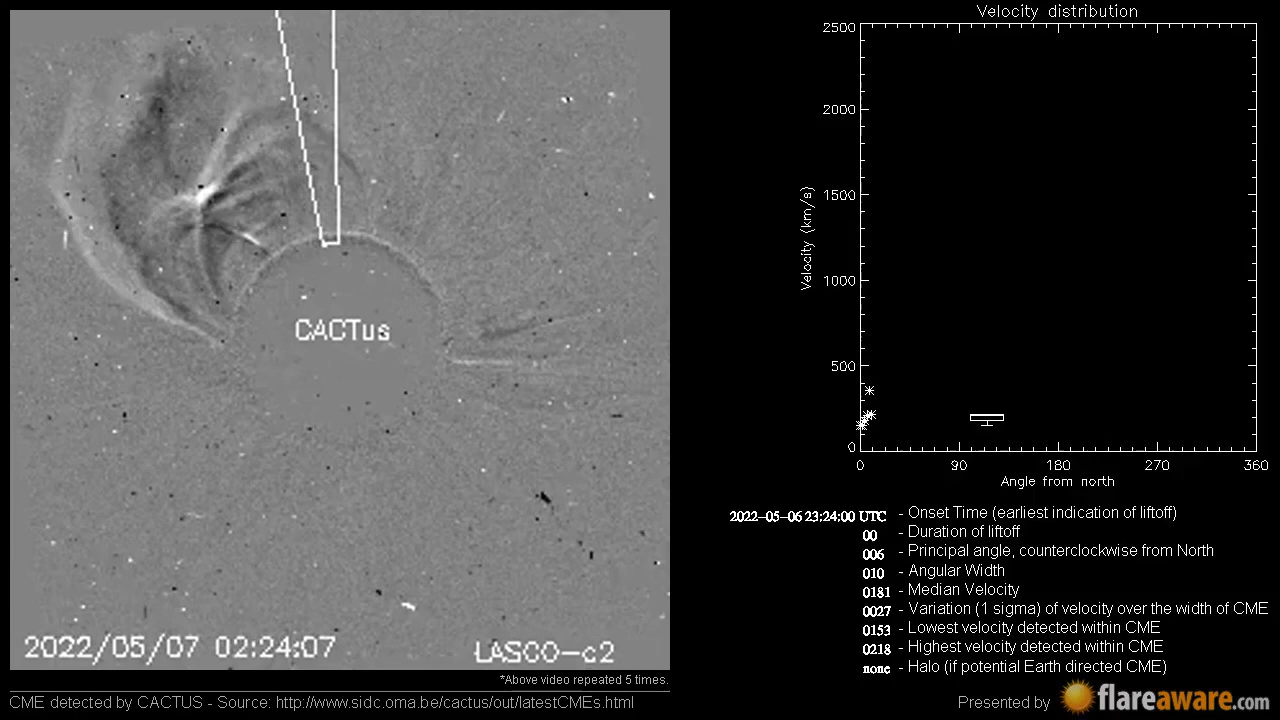 CACTus
2022/05/07 02:24:07
LASCO-c2
*Above video repeated 5 times.
CME detected by CACTUS - Source: http://www.sidc.oma.be/cactus/out/latestCMEs.html
Velocity distribution
2500
2000
1500
1000
500
0
Velocity (km/s)
0 90 180 270 360
Angle from north
2022-05-06 23:24:00 UTC - Onset Time (earliest indication of liftoff)
00 - Duration of liftoff
006 - Principal angle, counterclockwise from North
010 - Angular Width
0181 - Median Velocity
0027 - Variation (1 sigma) of velocity over the width of CME
0153 - Lowest velocity detected within CME
0218 - Highest velocity detected within CME
none - Halo (if potential Earth directed CME)
Presented by flareaware.com